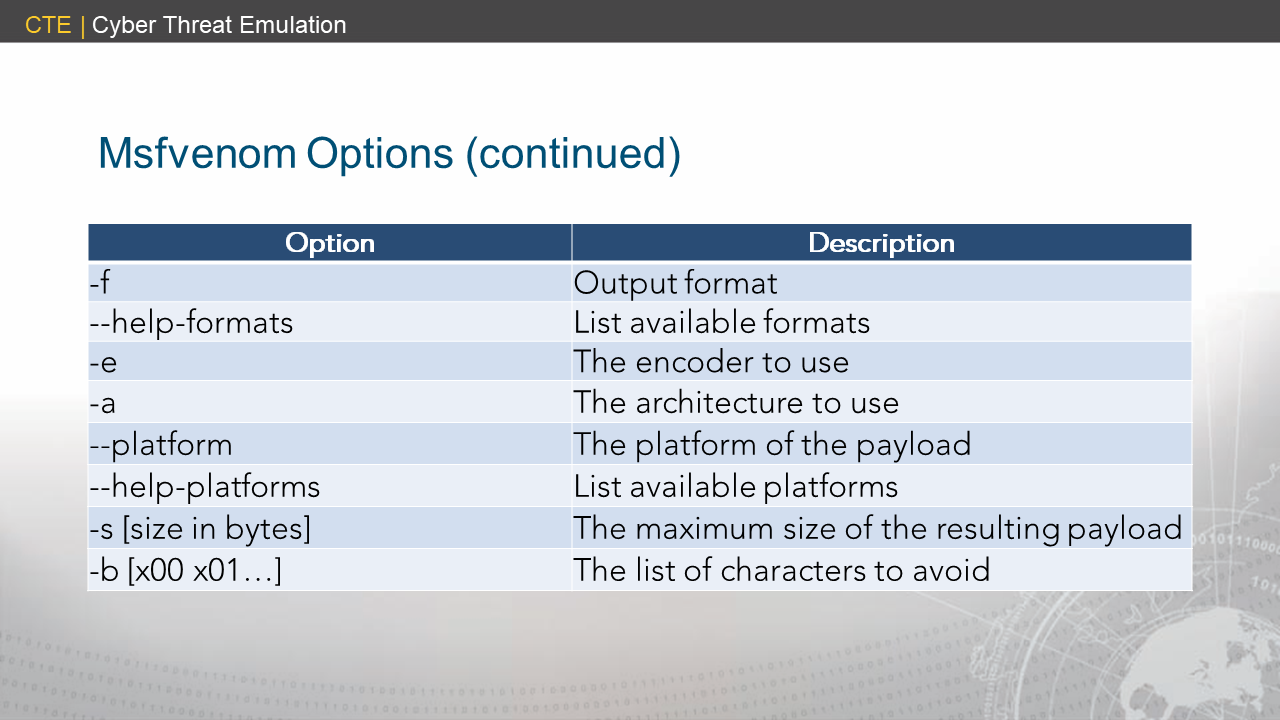 CTE | Cyber Threat Emulation
Msfvenom Options (continued)
Option Description
-f Output format
--help-formats List available formats
-e The encoder to use
-a The architecture to use
--platform The platform of the payload
--help-platforms List available platforms
-s [size in bytes] The maximum size of the resulting payload
-b [x00 x01…] The list of characters to avoid